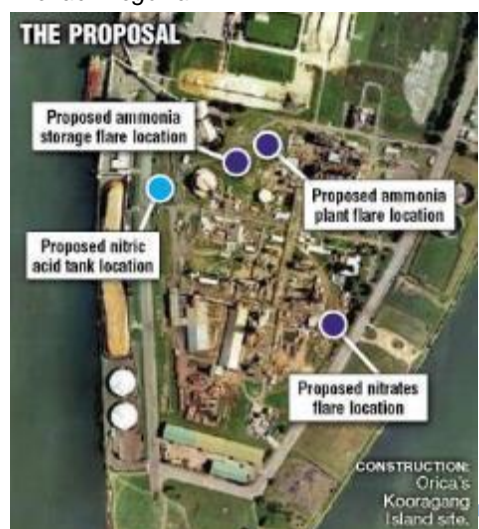 THE PROPOSAL
Proposed ammonia
storage flare location
Proposed ammonia
plant flare location
Proposed nitric
acid tank location
Proposed nitrates
flare location
CONSTRUCTION:
Orica's
Kooragang
Island site.